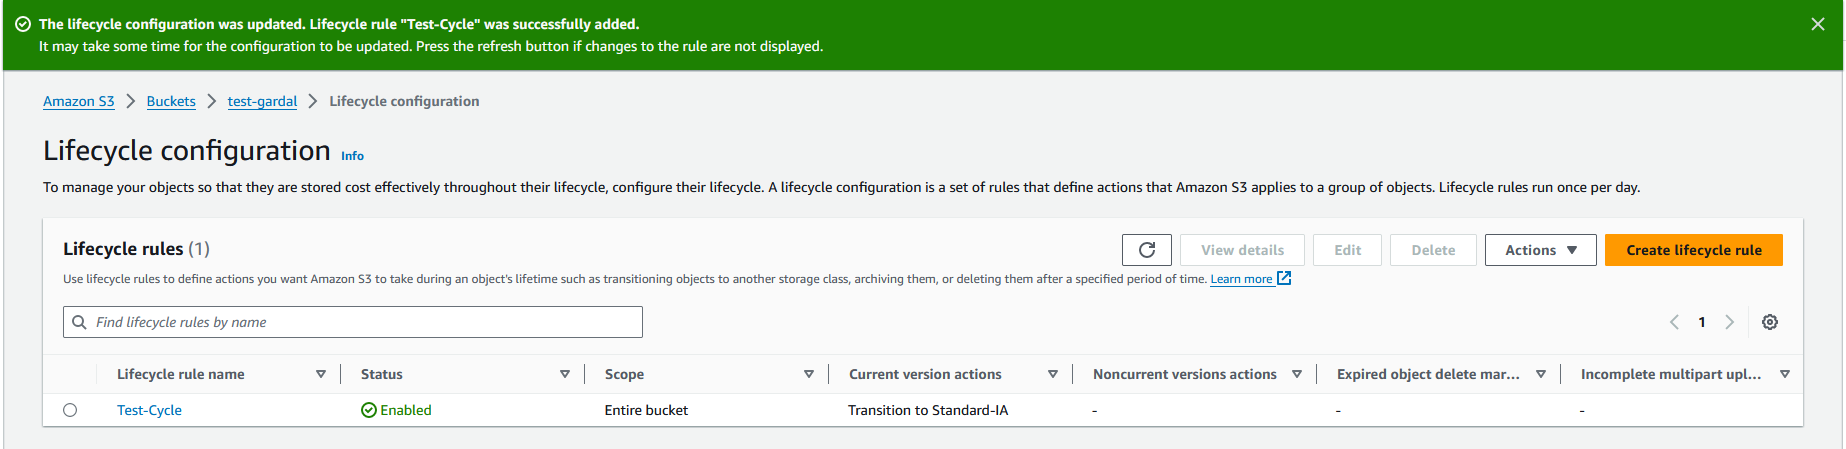 The lifecycle configuration was updated. Lifecycle rule "Test-Cycle" was successfully added.
It may take some time for the configuration to be updated. Press the refresh button if changes to the rule are not displayed.
Amazon S3 > Buckets > test-gardal > Lifecycle configuration
Lifecycle configuration Info
To manage your objects so that they are stored cost effectively throughout their lifecycle, configure their lifecycle. A lifecycle configuration is a set of rules that define actions that Amazon S3 applies to a group of objects. Lifecycle rules run once per day.
Lifecycle rules (1) View details Edit Delete Actions Create lifecycle rule
Use lifecycle rules to define actions you want Amazon S3 to take during an object's lifetime such as transitioning objects to another storage class, archiving them, or deleting them after a specified period of time. Learn more
Find lifecycle rules by name 1
Lifecycle rule name Status Scope Current version actions Noncurrent versions actions Expired object delete mar... Incomplete multipart upl...
Test-Cycle Enabled Entire bucket Transition to Standard-IA - - -